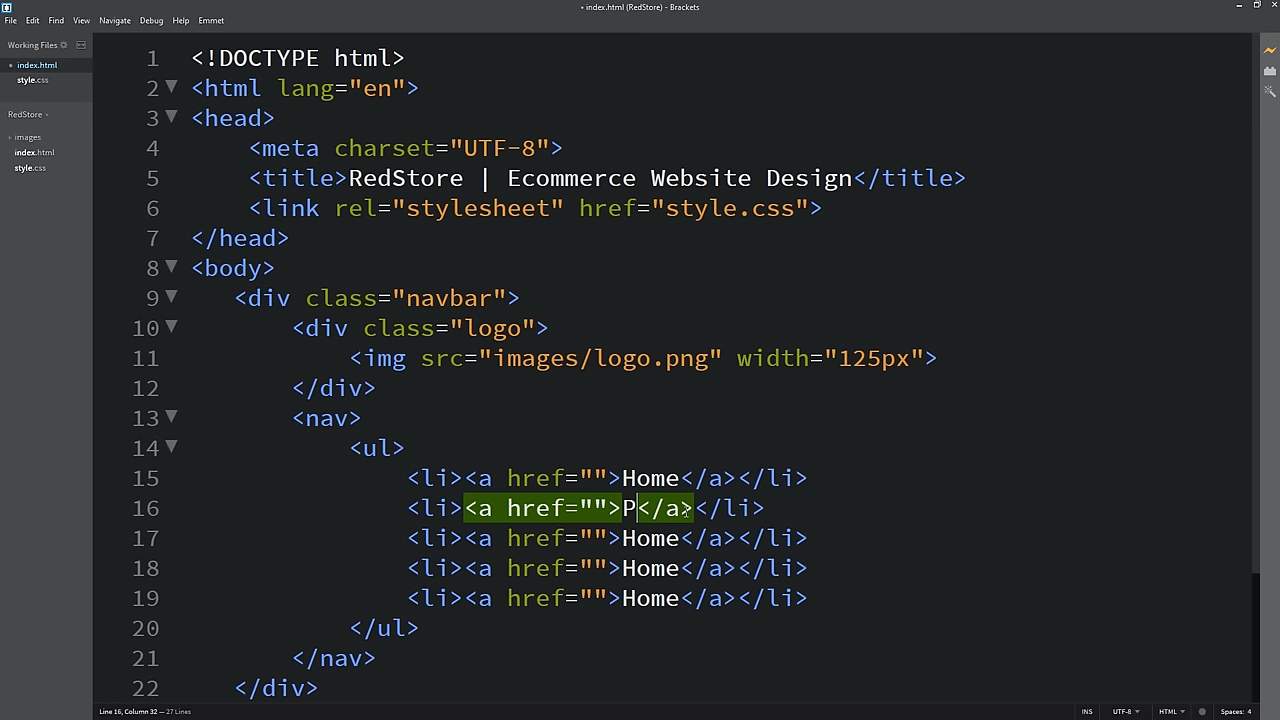 • index.html (RedStore) - Brackets
File Edit Find View Navigate Debug Help Emmet
Working Files
• index.html
style.css
RedStore
images
index.html
style.css
1 <!DOCTYPE html>
2 <html lang="en">
3 <head>
4 <meta charset="UTF-8">
5 <title>RedStore | Ecommerce Website Design</title>
6 <link rel="stylesheet" href="style.css">
7 </head>
8 <body>
9 <div class="navbar">
10 <div class="logo">
11 <img src="images/logo.png" width="125px">
12 </div>
13 <nav>
14 <ul>
15 <li><a href="">Home</a></li>
16 <li><a href="">P</a></li>
17 <li><a href="">Home</a></li>
18 <li><a href="">Home</a></li>
19 <li><a href="">Home</a></li>
20 </ul>
21 </nav>
22 </div>
Line 16, Column 32 — 27 Lines
INS UTF-8 HTML Spaces: 4